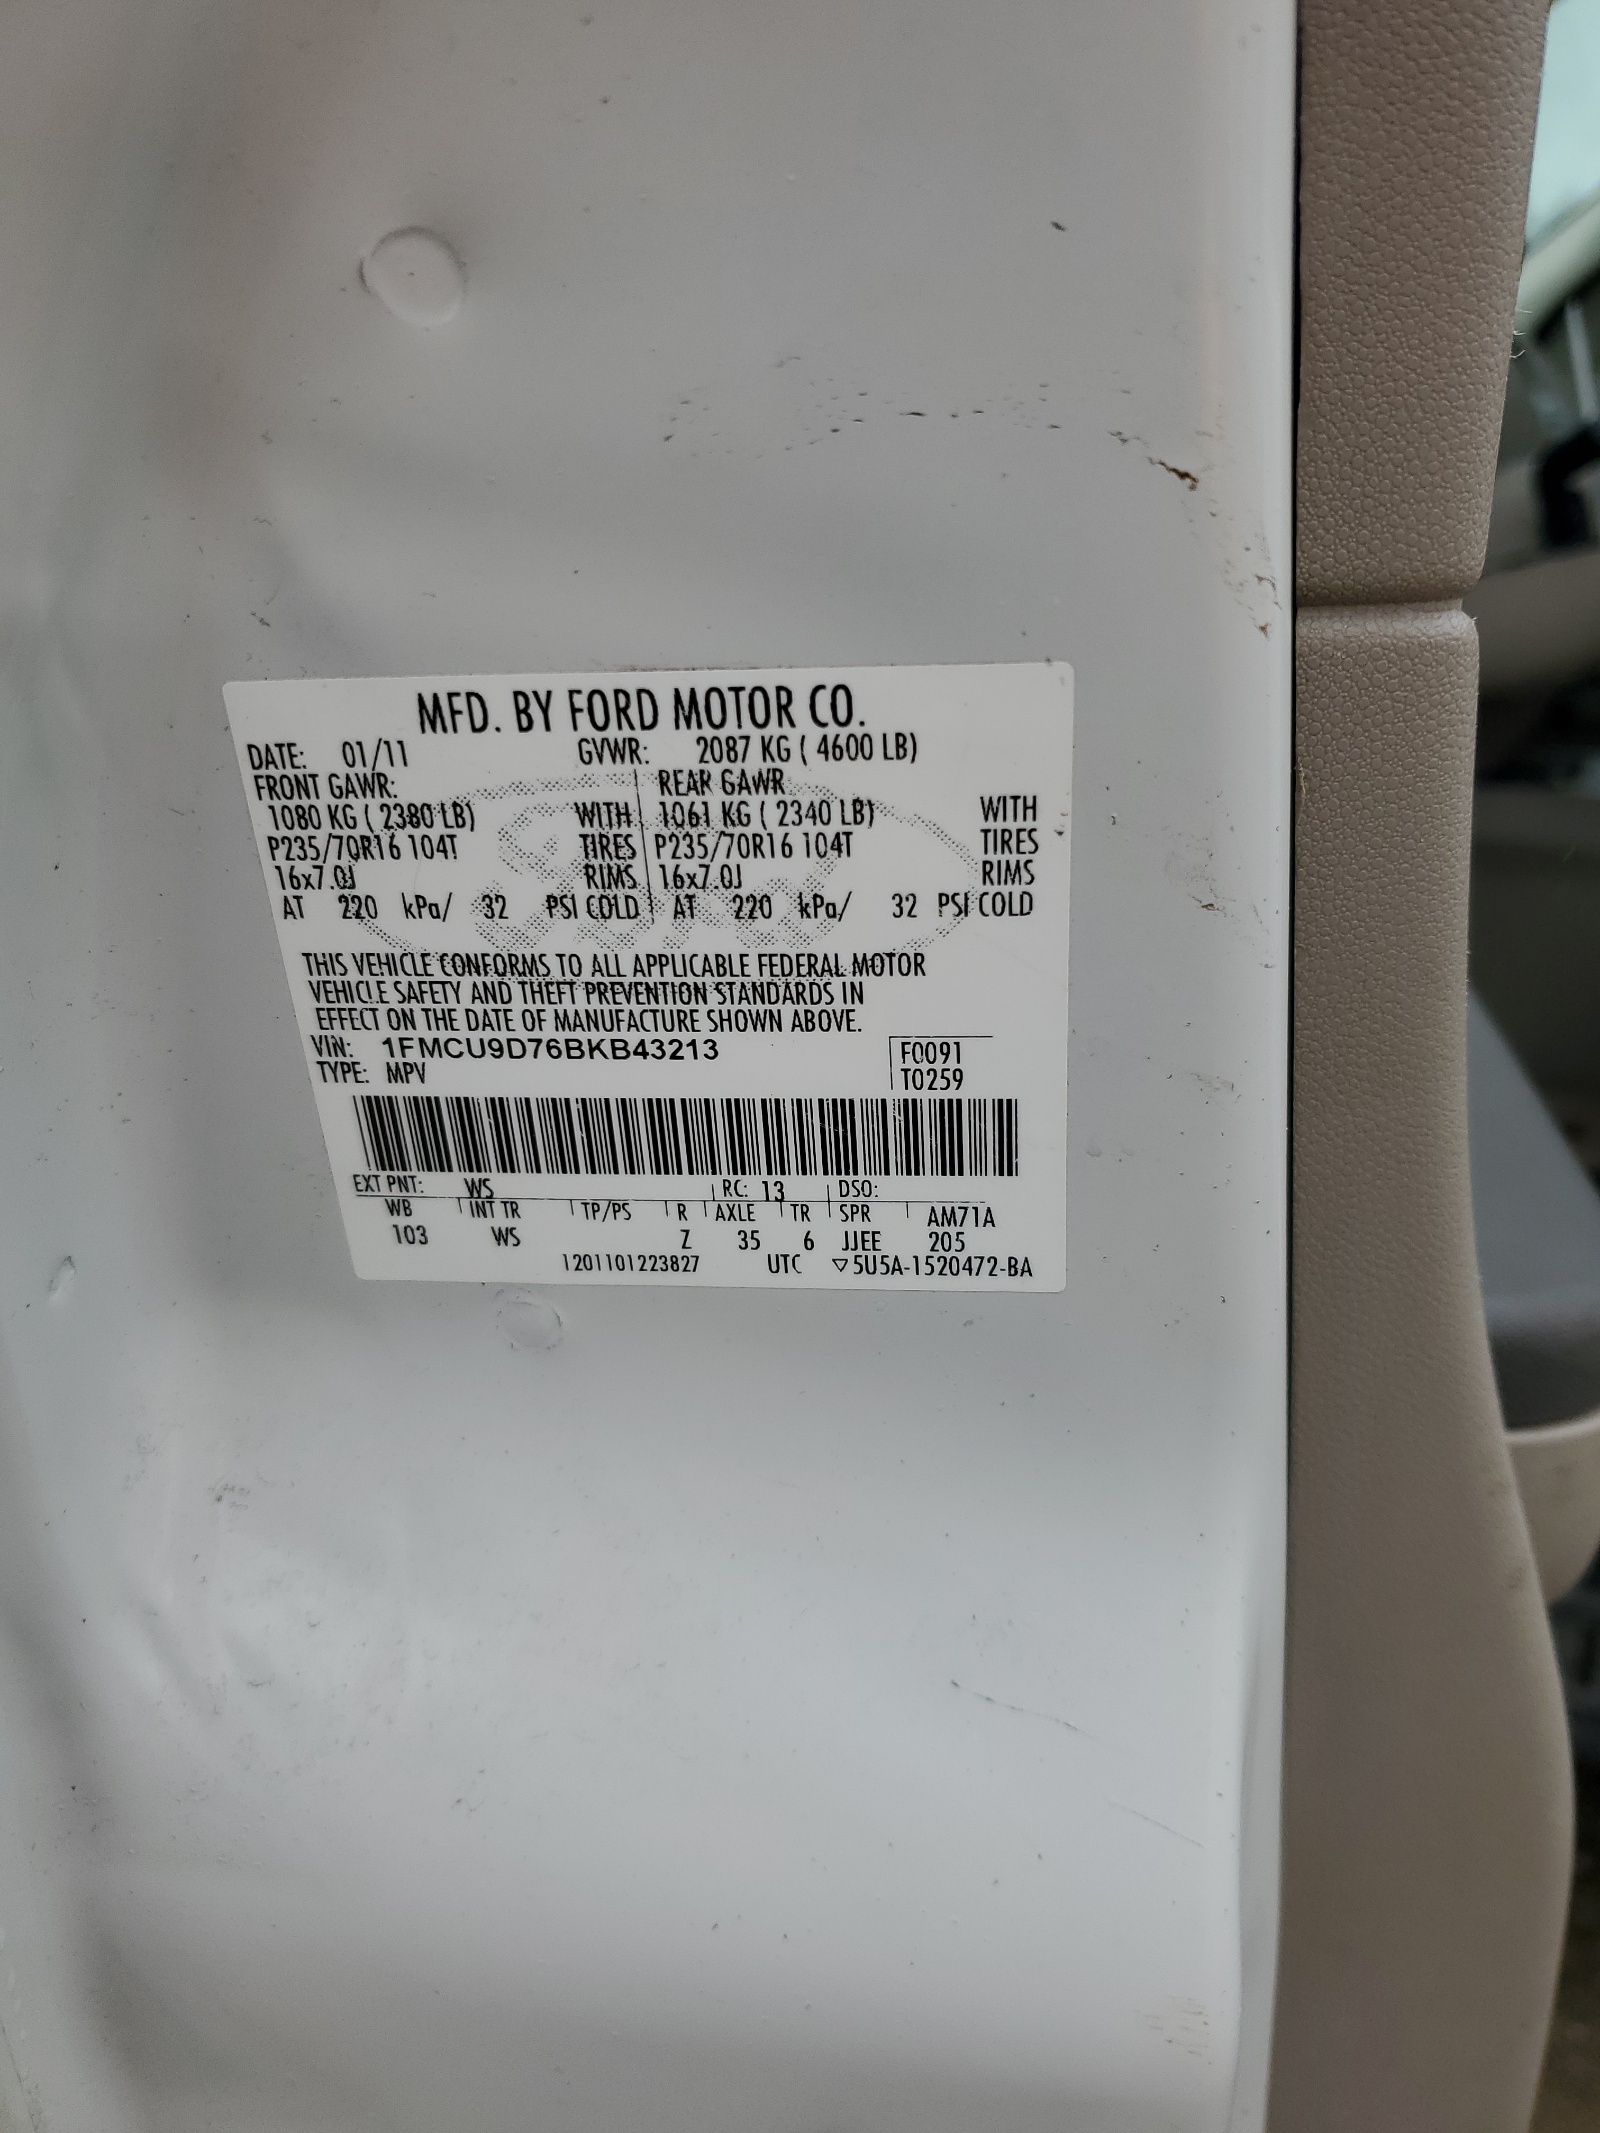 MFD. BY FORD MOTOR CO.
DATE: 01/11 GVWR: 2087 KG ( 4600 LB)
FRONT GAWR: REAR GAWR
1080 KG ( 2380 LB) WITH 1061 KG ( 2340 LB) WITH
P235/70R16 104T TIRES P235/70R16 104T TIRES
16x7.0J RIMS 16x7.0J RIMS
AT 220 kPa/ 32 PSI COLD AT 220 kPa/ 32 PSI COLD
THIS VEHICLE CONFORMS TO ALL APPLICABLE FEDERAL MOTOR
VEHICLE SAFETY AND THEFT PREVENTION STANDARDS IN
EFFECT ON THE DATE OF MANUFACTURE SHOWN ABOVE.
VIN: 1FMCU9D76BKB43213 F0091
TYPE: MPV T0259
EXT PNT: WS RC: 13 DSO:
WB INT TR TP/PS R AXLE TR SPR AM71A
103 WS Z 35 6 JJEE 205
1201101223827 UTC ▽5U5A-1520472-BA